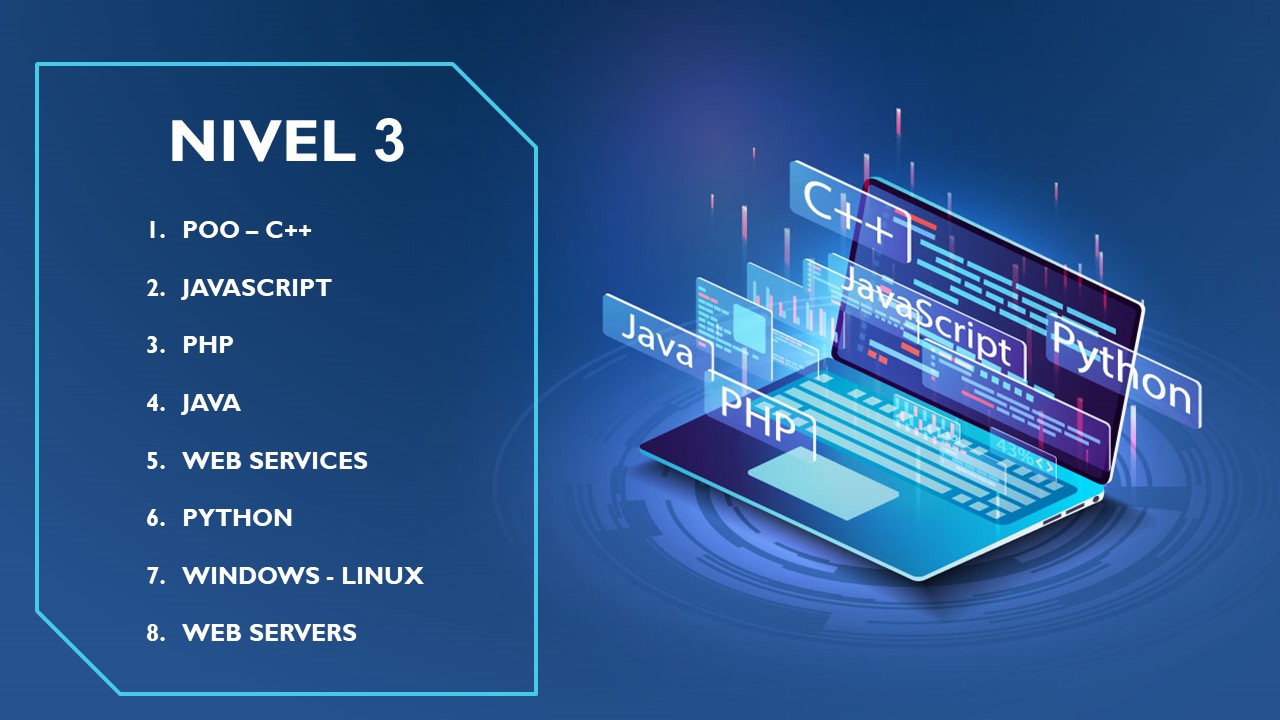 NIVEL 3
1. POO – C++
2. JAVASCRIPT
3. PHP
4. JAVA
5. WEB SERVICES
6. PYTHON
7. WINDOWS - LINUX
8. WEB SERVERS
C++
JavaScript
Java
Python
PHP
43%<>